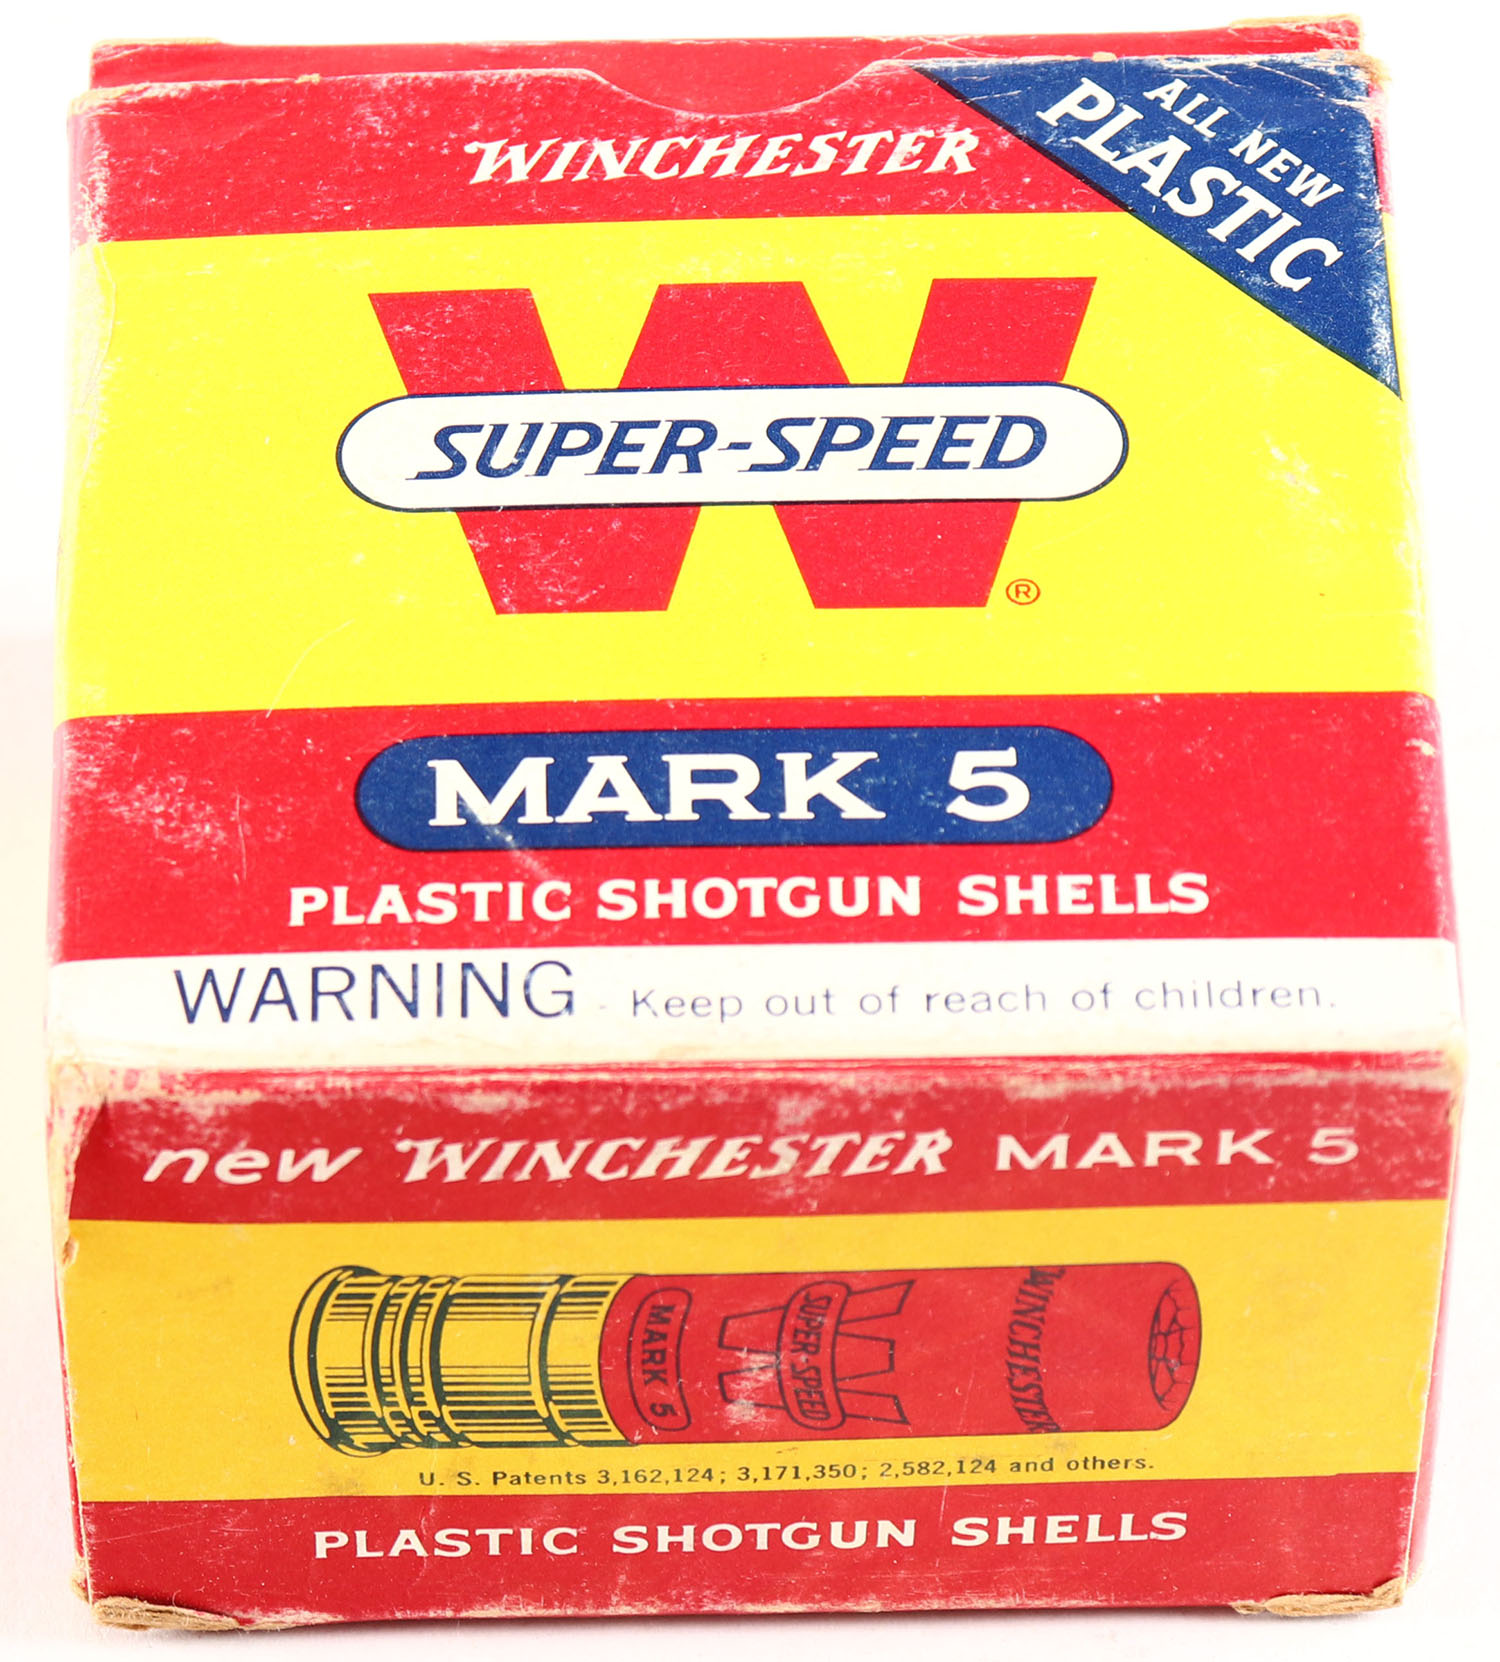 WINCHESTER
ALL NEW
PLASTIC
W
SUPER-SPEED
®
MARK 5
PLASTIC SHOTGUN SHELLS
WARNING - Keep out of reach of children.
new WINCHESTER MARK 5
MARK 5
W
SUPER-SPEED
WINCHESTER
U. S. Patents 3,162,124; 3,171,350; 2,582,124 and others.
PLASTIC SHOTGUN SHELLS